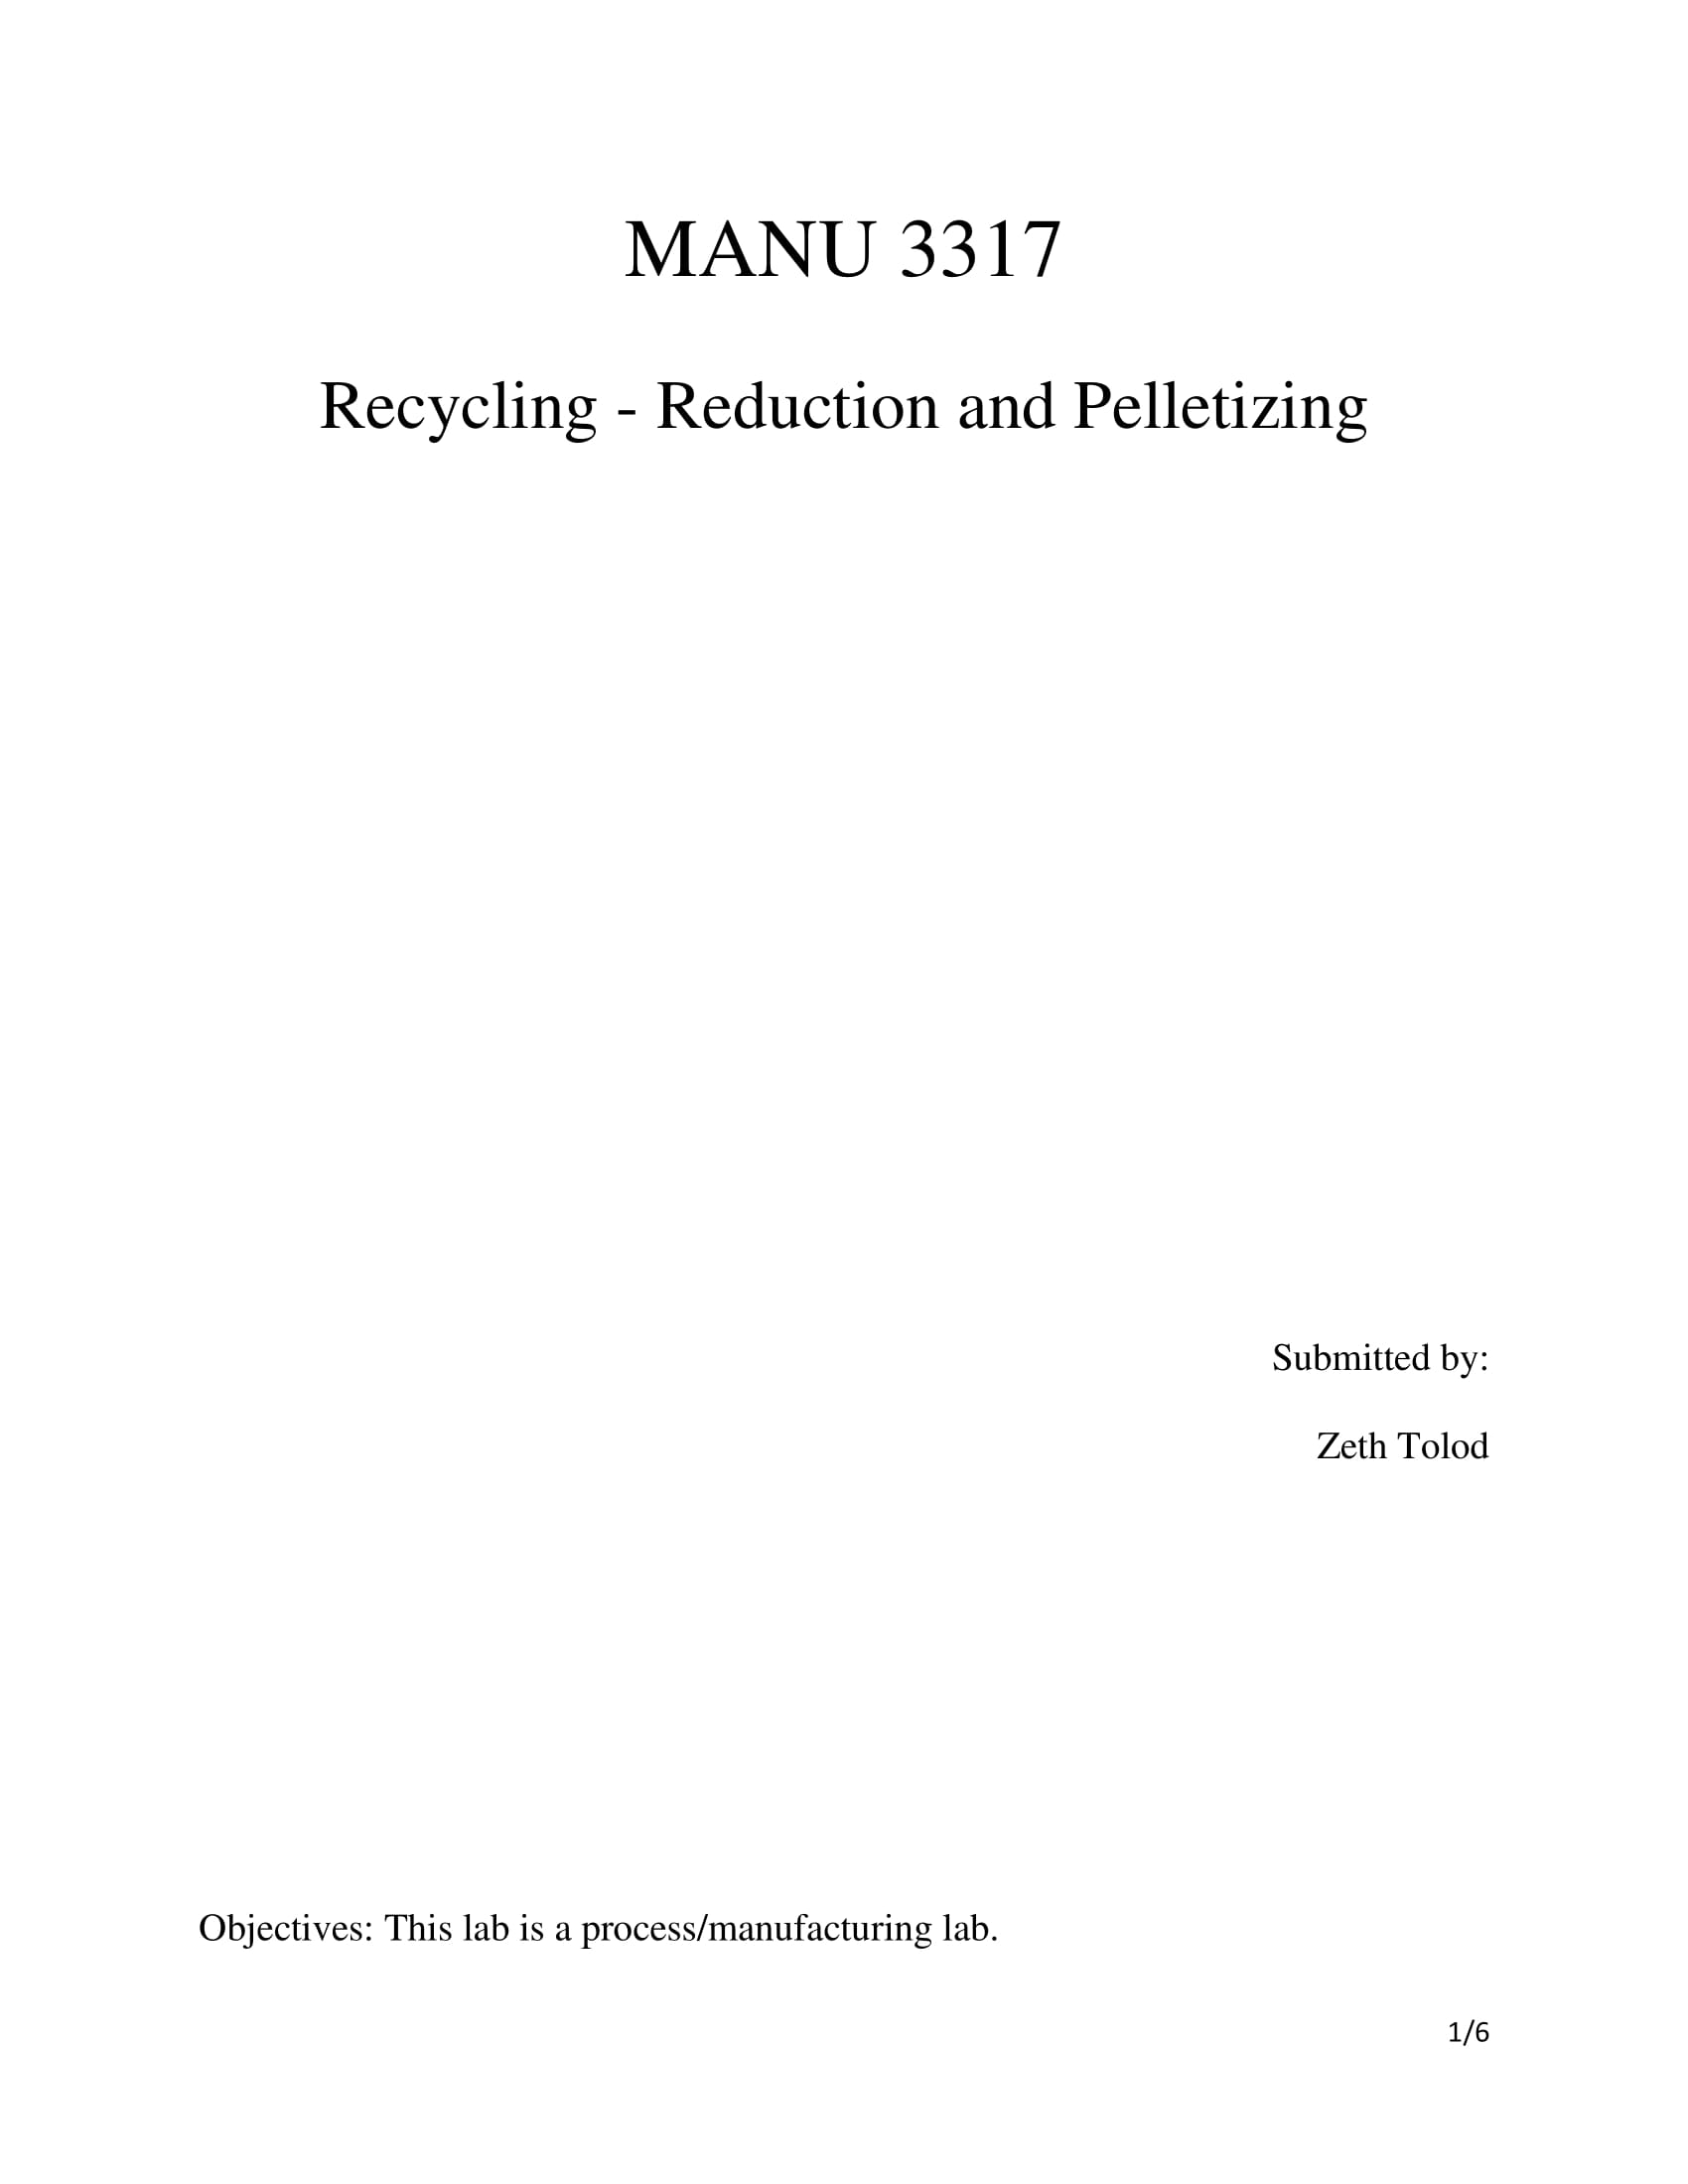 MANU 3317
Recycling - Reduction and Pelletizing
Submitted by:
Zeth Tolod
Objectives: This lab is a process/manufacturing lab.
1/6